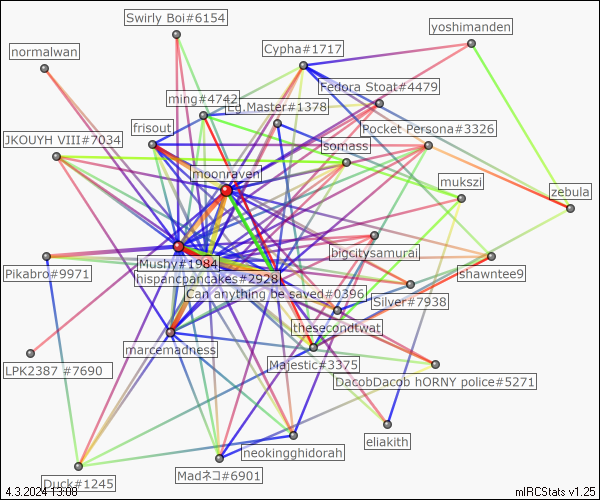 Swirly Boi#6154
yoshimanden
normalwan
Cypha#1717
Fedora Stoat#4479
ming#4742
Lg.Master#1378
frisout
Pocket Persona#3326
JKOUYH VIII#7034
somass
moonraven
mukszi
zebula
bigcitysamurai
Mushy#1984
Pikabro#9971
hispancpancakes#2928
shawntee9
Can anything be saved#0396
Silver#7938
thesecondtwat
marcemadness
Majestic#3375
LPK2387 #7690
DacobDacob hORNY police#5271
eliakith
neokingghidorah
Madネコ#6901
Duck#1245
4.3.2024 13:08
mIRCStats v1.25